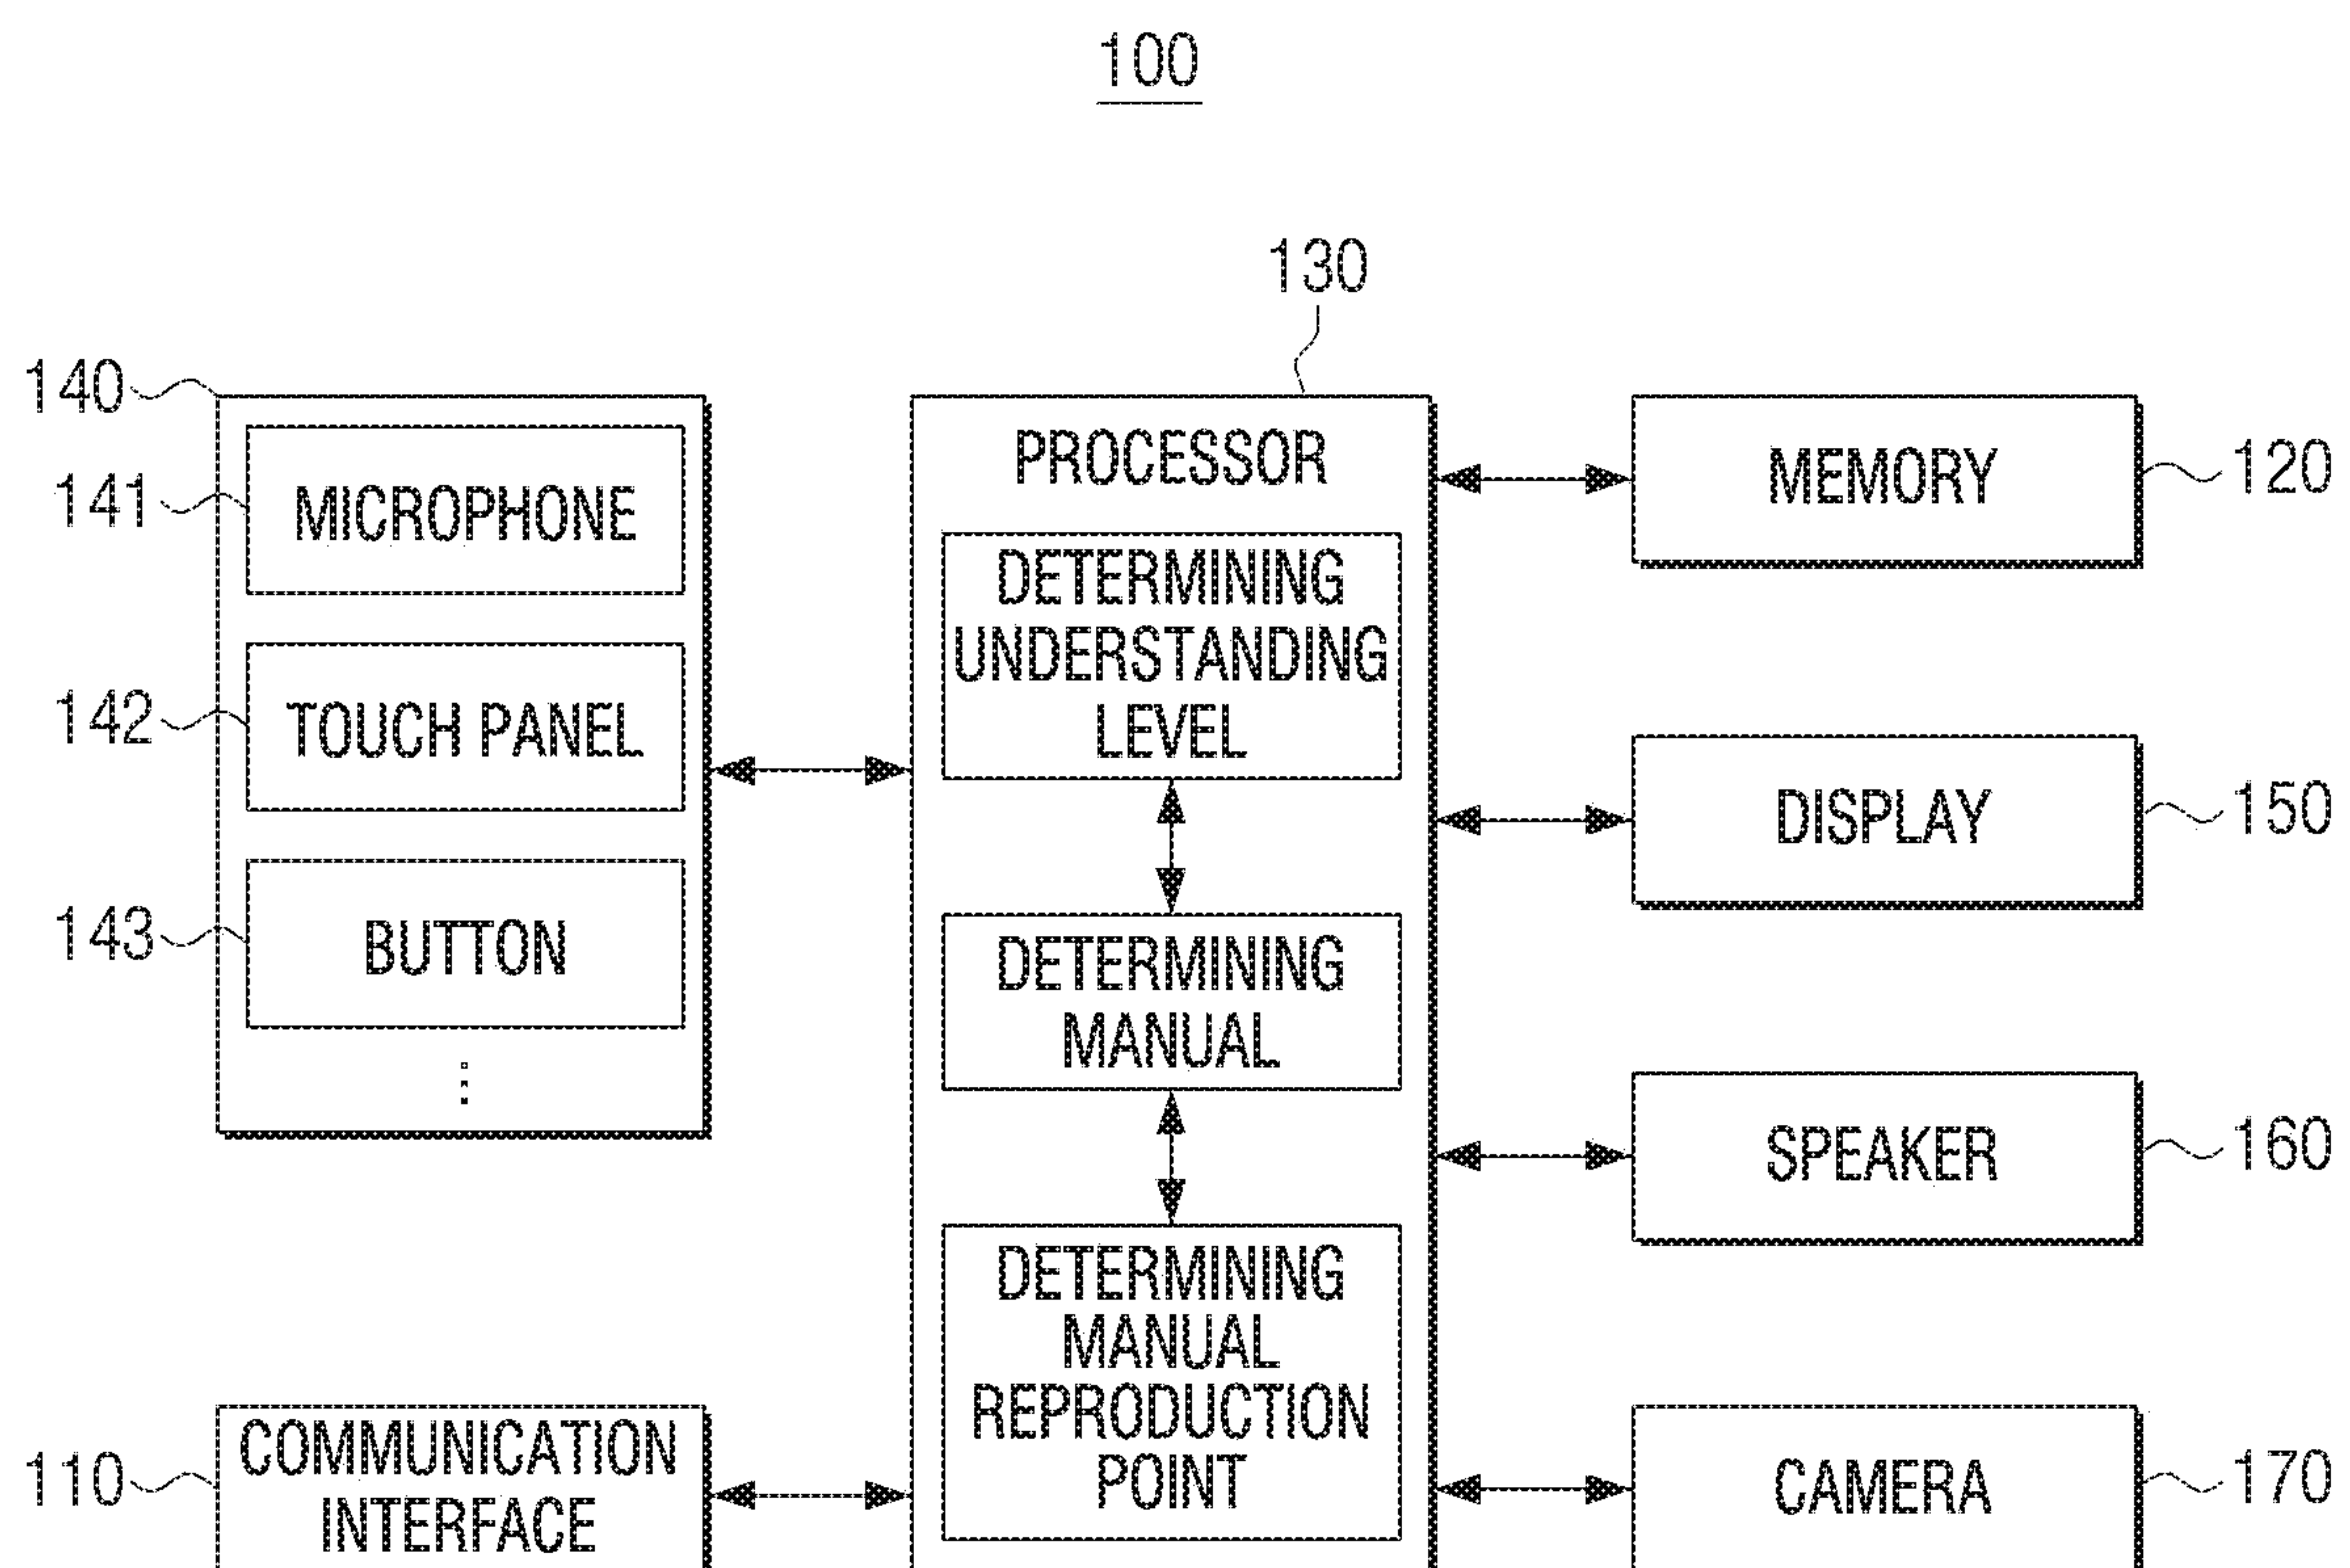 100
130
140
141
MICROPHONE
142
TOUCH PANEL
143
BUTTON
⋮
110
COMMUNICATION
INTERFACE
PROCESSOR
DETERMINING
UNDERSTANDING
LEVEL
DETERMINING
MANUAL
DETERMINING
MANUAL
REPRODUCTION
POINT
MEMORY
120
DISPLAY
150
SPEAKER
160
CAMERA
170